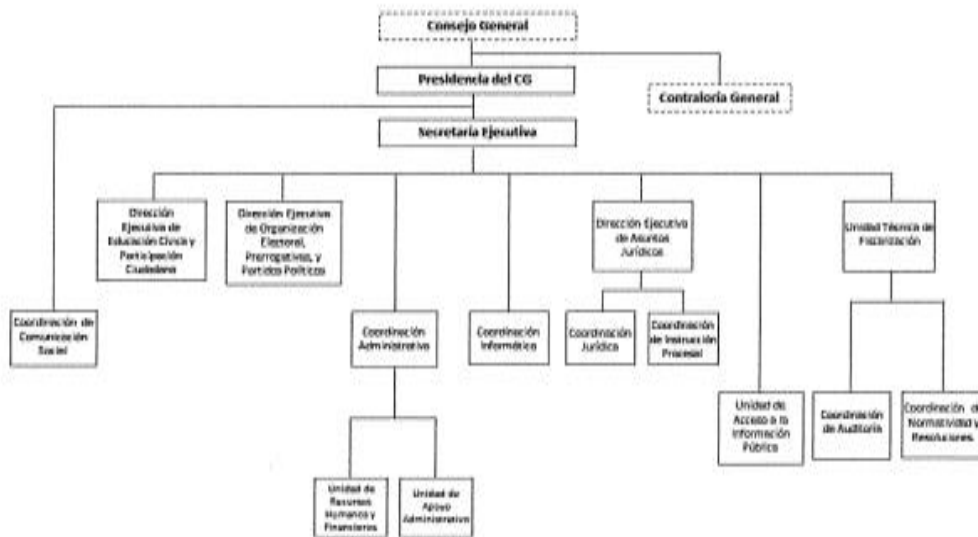 Consejo General
Presidencia del CG
Contraloría General
Secretaría Ejecutiva
Dirección
Ejecutiva de
Educación Cívica y
Participación
Ciudadana
Dirección Ejecutiva
de Organización
Electoral,
Prerrogativas, y
Partidos Políticos
Dirección Ejecutiva
de Asuntos
Jurídicos
Unidad Técnica de
Fiscalización
Coordinación de
Comunicación
Social
Coordinación
Administrativa
Coordinación
Informática
Coordinación
Jurídica
Coordinación
de Instrucción
Procesal
Unidad de
Acceso a la
Información
Pública
Coordinación
de Auditoría
Coordinación de
Normatividad y
Resoluciones.
Unidad de
Recursos
Humanos y
Financieros
Unidad de
Apoyo
Administrativo